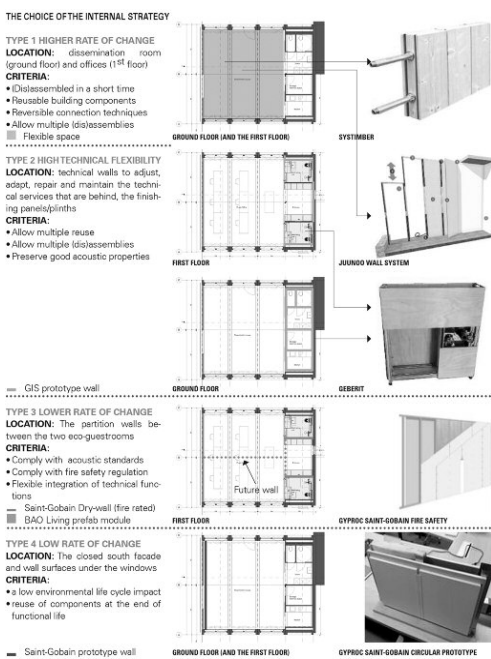 THE CHOICE OF THE INTERNAL STRATEGY
TYPE 1 HIGHER RATE OF CHANGE
LOCATION: dissemination room
(ground floor) and offices (1st floor)
CRITERIA:
• (Dis)assembled in a short time
• Reusable building components
• Reversible connection techniques
• Allow multiple (dis)assemblies
Flexible space
GROUND FLOOR (AND THE FIRST FLOOR)
SYSTIMBER
TYPE 2 HIGH TECHNICAL FLEXIBILITY
LOCATION: technical walls to adjust,
adapt, repair and maintain the techni-
cal services that are behind, the finish-
ing panels/plinths
CRITERIA:
• Allow multiple reuse
• Allow multiple (dis)assemblies
• Preserve good acoustic properties
FIRST FLOOR
JUUNOO WALL SYSTEM
GIS prototype wall
GROUND FLOOR
GEBERIT
TYPE 3 LOWER RATE OF CHANGE
LOCATION: The partition walls be-
tween the two eco-guestrooms
CRITERIA:
• Comply with acoustic standards
• Comply with fire safety regulation
• Flexible integration of technical func-
tions
Saint-Gobain Dry-wall (fire rated)
BAO Living prefab module
Future wall
FIRST FLOOR
GYPROC SAINT-GOBAIN FIRE SAFETY
TYPE 4 LOW RATE OF CHANGE
LOCATION: The closed south facade
and wall surfaces under the windows
CRITERIA:
• a low environmental life cycle impact
• reuse of components at the end of
functional life
Saint-Gobain prototype wall
GROUND FLOOR (AND THE FIRST FLOOR)
GYPROC SAINT-GOBAIN CIRCULAR PROTOTYPE